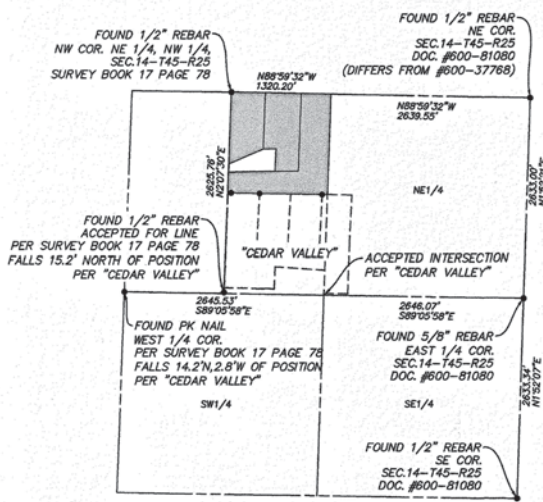 FOUND 1/2" REBAR
NW COR. NE 1/4, NW 1/4,
SEC.14-T45-R25
SURVEY BOOK 17 PAGE 78
FOUND 1/2" REBAR
NE COR.
SEC.14-T45-R25
DOC. #600-81080
(DIFFERS FROM #600-37768)
N88°59'32"W
1320.20'
N88°59'32"W
2639.55'
2625.76'
N2°07'30"E
2633.00'
NE1/4
FOUND 1/2" REBAR
ACCEPTED FOR LINE
PER SURVEY BOOK 17 PAGE 78
FALLS 15.2' NORTH OF POSITION
PER "CEDAR VALLEY"
"CEDAR VALLEY"
ACCEPTED INTERSECTION
PER "CEDAR VALLEY"
2645.53'
S89°05'58"E
2646.07'
S89°05'58"E
FOUND PK NAIL
WEST 1/4 COR.
PER SURVEY BOOK 17 PAGE 78
FALLS 14.2'N,2.8'W OF POSITION
PER "CEDAR VALLEY"
FOUND 5/8" REBAR
EAST 1/4 COR.
SEC.14-T45-R25
DOC. #600-81080
2633.34'
N1°52'07"E
SW1/4
SE1/4
FOUND 1/2" REBAR
SE COR.
SEC.14-T45-R25
DOC. #600-81080